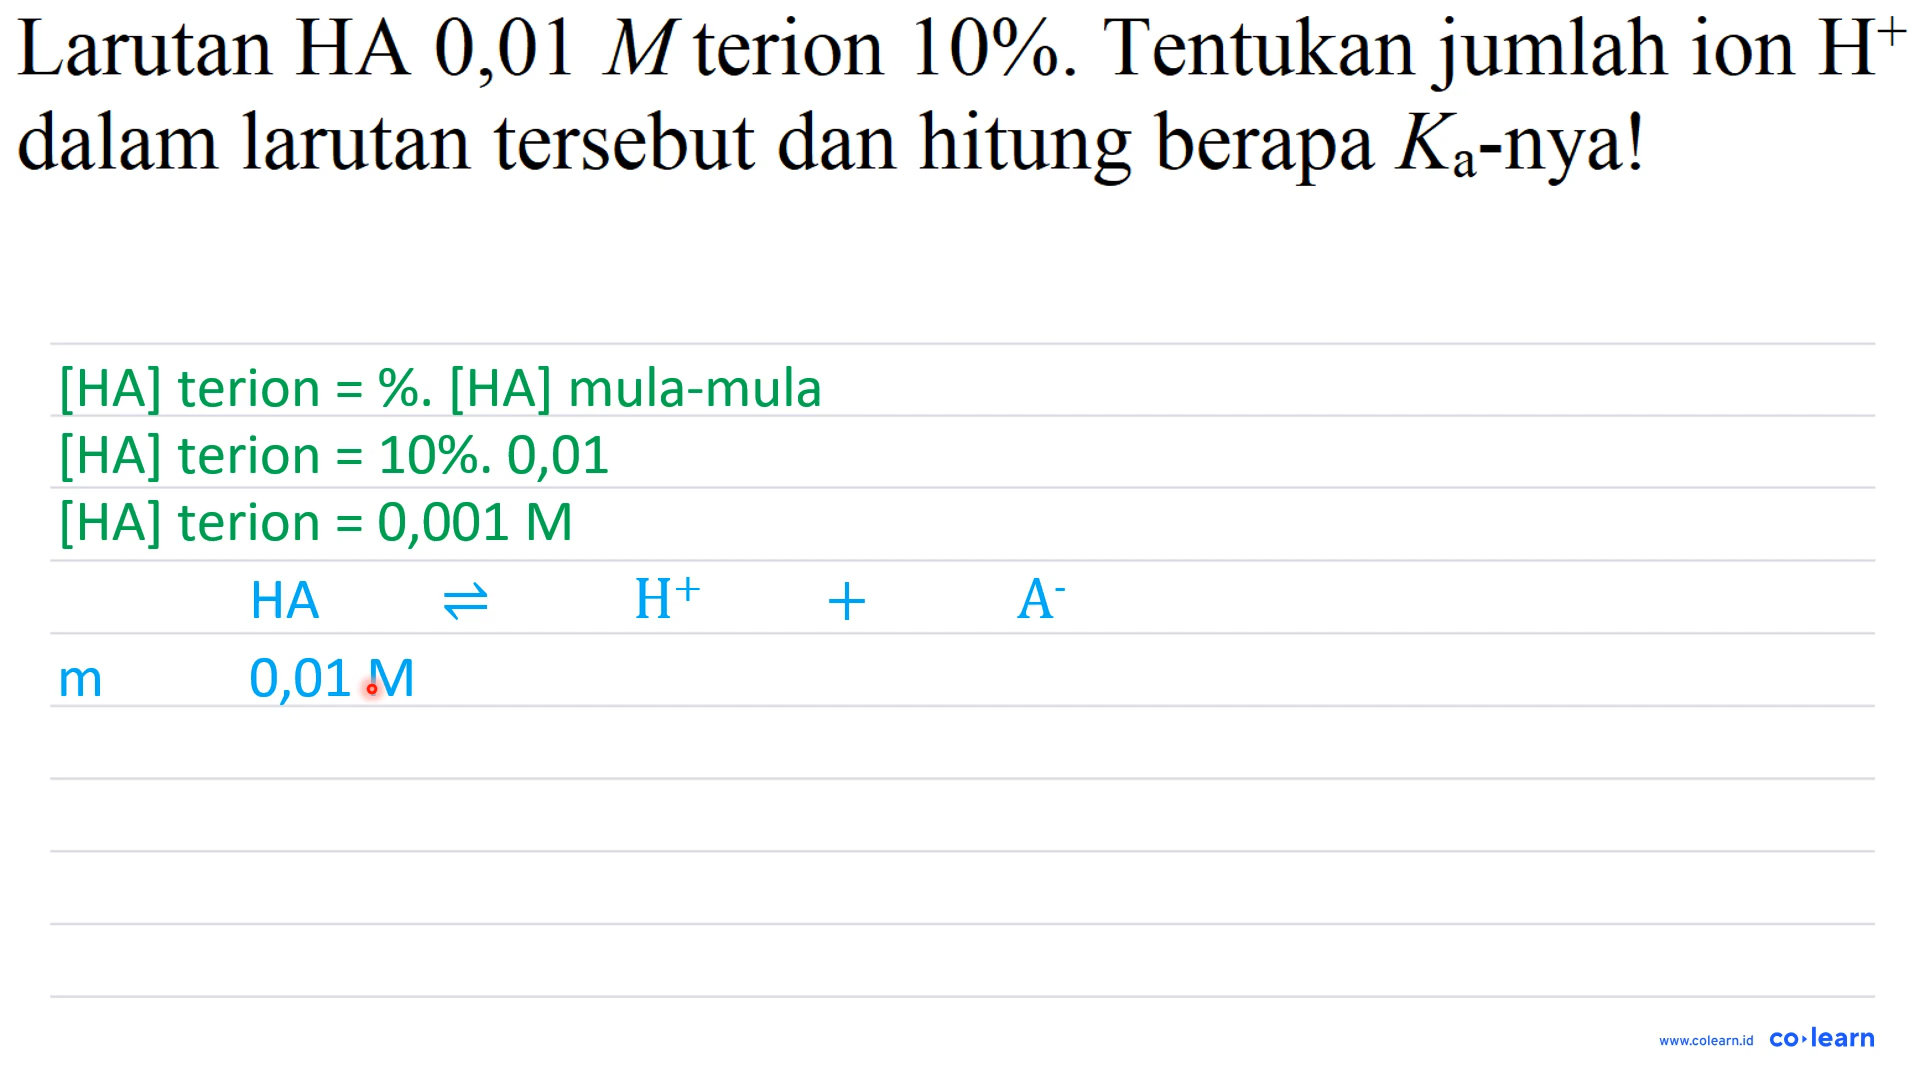 Larutan HA 0,01 M terion 10%. Tentukan jumlah ion H⁺
dalam larutan tersebut dan hitung berapa Kₐ-nya!
[HA] terion = %. [HA] mula-mula
[HA] terion = 10%. 0,01
[HA] terion = 0,001 M
HA ⇌ H⁺ + A⁻
m 0,01 M
www.colearn.id co·learn